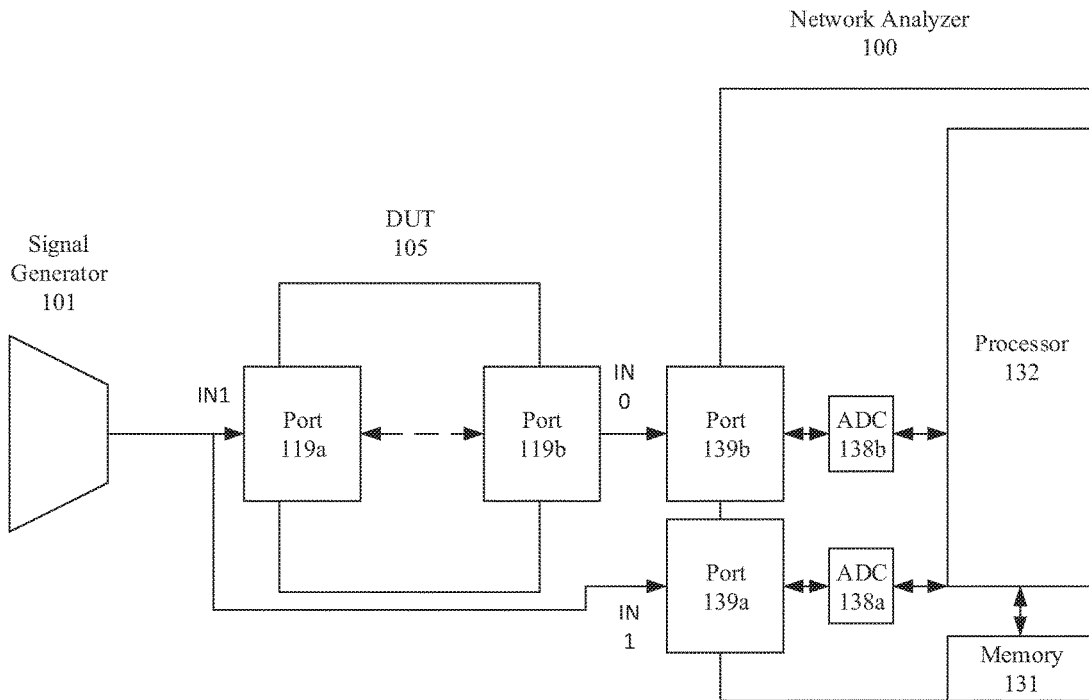 Network Analyzer
100
DUT
105
Signal
Generator
101
Processor
132
IN1
Port
119a
Port
119b
IN
0
Port
139b
ADC
138b
Port
139a
ADC
138a
IN
1
Memory
131